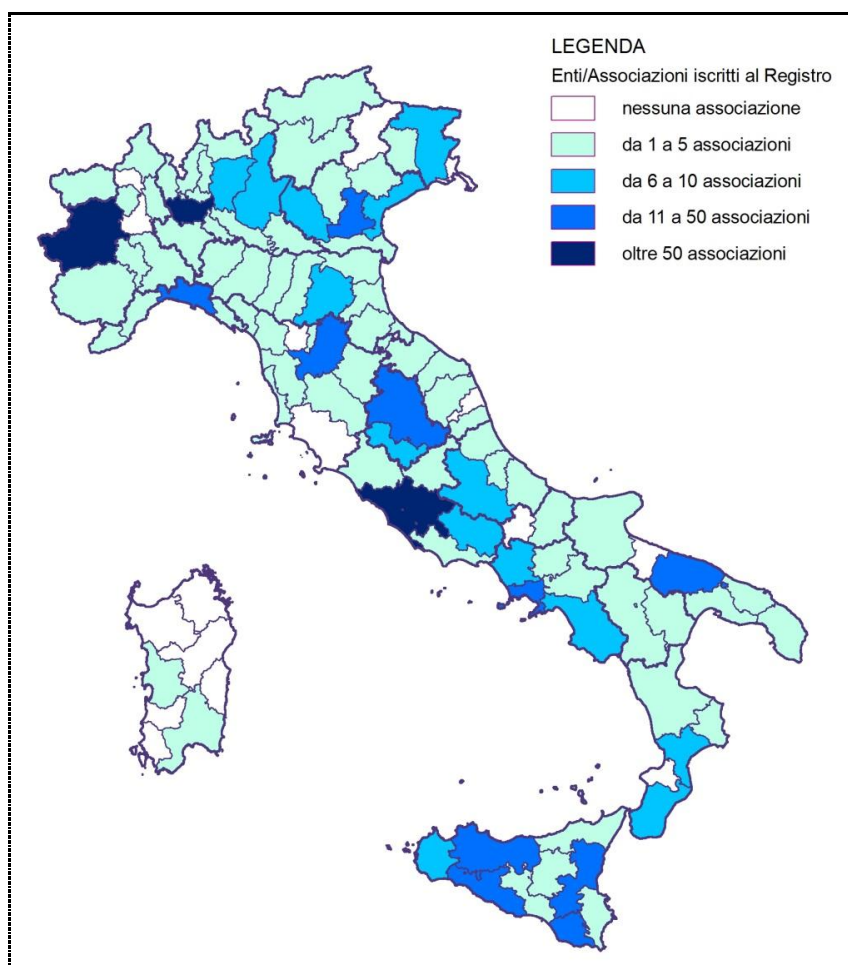 LEGENDA
Enti/Associazioni iscritti al Registro
nessuna associazione
da 1 a 5 associazioni
da 6 a 10 associazioni
da 11 a 50 associazioni
oltre 50 associazioni